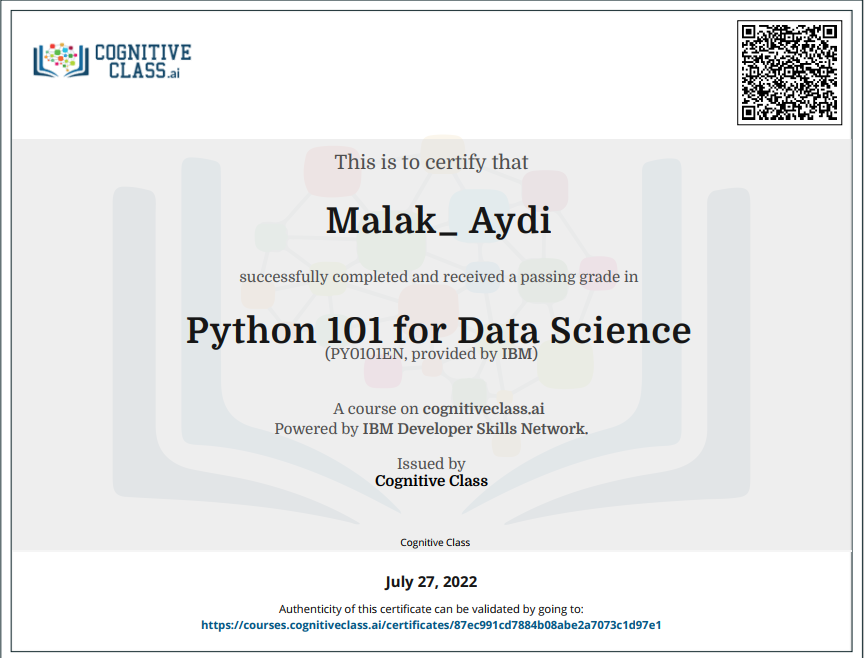 COGNITIVE
CLASS.ai
This is to certify that
Malak_ Aydi
successfully completed and received a passing grade in
Python 101 for Data Science
(PY0101EN, provided by IBM)
A course on cognitiveclass.ai
Powered by IBM Developer Skills Network.
Issued by
Cognitive Class
Cognitive Class
July 27, 2022
Authenticity of this certificate can be validated by going to:
https://courses.cognitiveclass.ai/certificates/87ec991cd7884b08abe2a7073c1d97e1